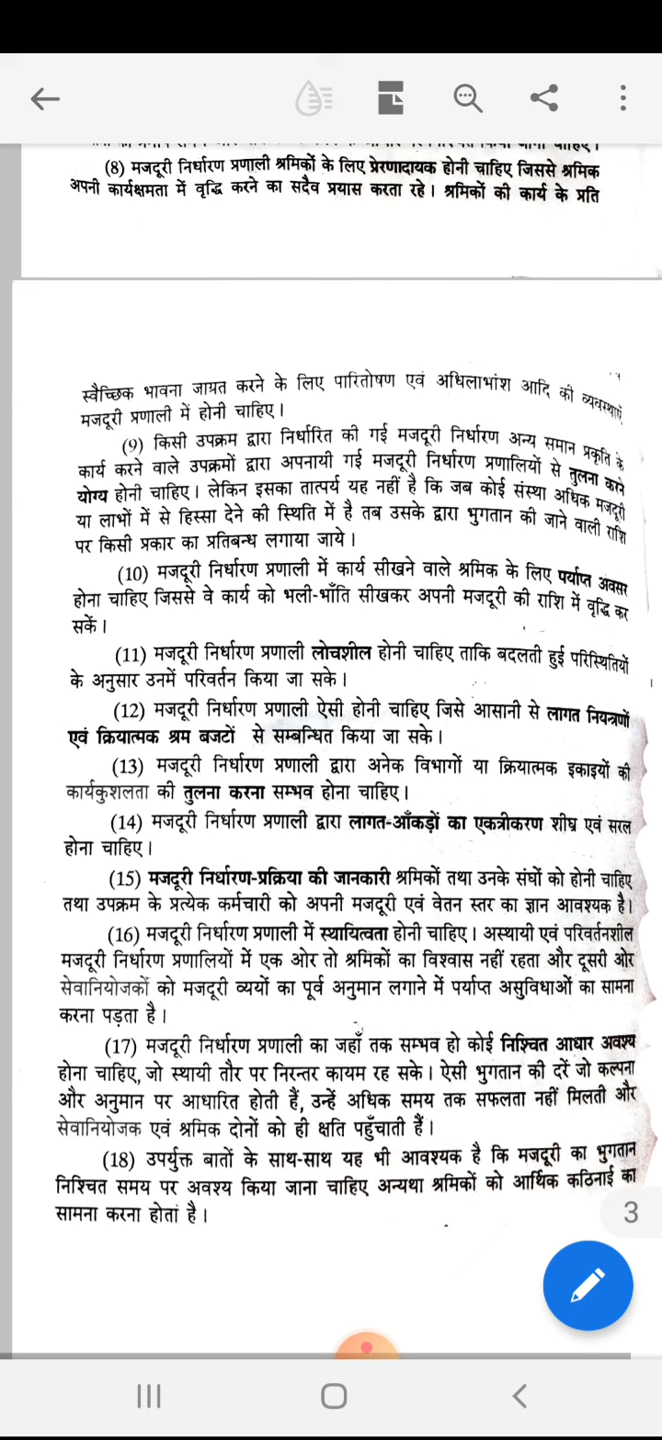 (8) मजदूरी निर्धारण प्रणाली श्रमिकों के लिए प्रेरणादायक होनी चाहिए जिससे श्रमिक
अपनी कार्यक्षमता में वृद्धि करने का सदैव प्रयास करता रहे। श्रमिकों की कार्य के प्रति
स्वैच्छिक भावना जाग्रत करने के लिए पारितोषण एवं अधिलाभांश आदि की व्यवस्थाएँ
मजदूरी प्रणाली में होनी चाहिए।
(9) किसी उपक्रम द्वारा निर्धारित की गई मजदूरी निर्धारण अन्य समान प्रकृति के
कार्य करने वाले उपक्रमों द्वारा अपनायी गई मजदूरी निर्धारण प्रणालियों से तुलना करने
योग्य होनी चाहिए। लेकिन इसका तात्पर्य यह नहीं है कि जब कोई संस्था अधिक मजदूरी
या लाभों में से हिस्सा देने की स्थिति में है तब उसके द्वारा भुगतान की जाने वाली राशि
पर किसी प्रकार का प्रतिबन्ध लगाया जाये।
(10) मजदूरी निर्धारण प्रणाली में कार्य सीखने वाले श्रमिक के लिए पर्याप्त अवसर
होना चाहिए जिससे वे कार्य को भली-भाँति सीखकर अपनी मजदूरी की राशि में वृद्धि कर
सकें।
(11) मजदूरी निर्धारण प्रणाली लोचशील होनी चाहिए ताकि बदलती हुई परिस्थितियों
के अनुसार उनमें परिवर्तन किया जा सके।
(12) मजदूरी निर्धारण प्रणाली ऐसी होनी चाहिए जिसे आसानी से लागत नियन्त्रणों
एवं क्रियात्मक श्रम बजटों से सम्बन्धित किया जा सके।
(13) मजदूरी निर्धारण प्रणाली द्वारा अनेक विभागों या क्रियात्मक इकाइयों की
कार्यकुशलता की तुलना करना सम्भव होना चाहिए।
(14) मजदूरी निर्धारण प्रणाली द्वारा लागत-आँकड़ों का एकत्रीकरण शीघ्र एवं सरल
होना चाहिए।
(15) मजदूरी निर्धारण-प्रक्रिया की जानकारी श्रमिकों तथा उनके संघों को होनी चाहिए
तथा उपक्रम के प्रत्येक कर्मचारी को अपनी मजदूरी एवं वेतन स्तर का ज्ञान आवश्यक है।
(16) मजदूरी निर्धारण प्रणाली में स्थायित्वता होनी चाहिए। अस्थायी एवं परिवर्तनशील
मजदूरी निर्धारण प्रणालियों में एक ओर तो श्रमिकों का विश्वास नहीं रहता और दूसरी ओर
सेवानियोजकों को मजदूरी व्ययों का पूर्व अनुमान लगाने में पर्याप्त असुविधाओं का सामना
करना पड़ता है।
(17) मजदूरी निर्धारण प्रणाली का जहाँ तक सम्भव हो कोई निश्चित आधार अवश्य
होना चाहिए, जो स्थायी तौर पर निरन्तर कायम रह सके। ऐसी भुगतान की दरें जो कल्पना
और अनुमान पर आधारित होती हैं, उन्हें अधिक समय तक सफलता नहीं मिलती और
सेवानियोजक एवं श्रमिक दोनों को ही क्षति पहुँचाती हैं।
(18) उपर्युक्त बातों के साथ-साथ यह भी आवश्यक है कि मजदूरी का भुगतान
निश्चित समय पर अवश्य किया जाना चाहिए अन्यथा श्रमिकों को आर्थिक कठिनाई का
सामना करना होता है।
3